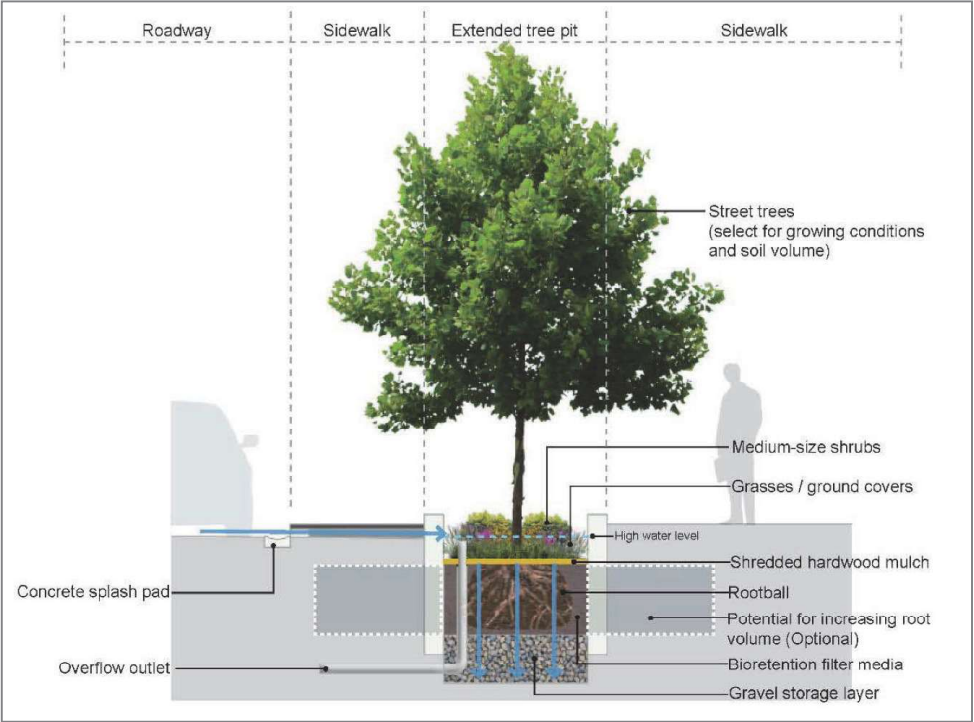 Roadway
Sidewalk
Extended tree pit
Sidewalk
Street trees
(select for growing conditions
and soil volume)
Medium-size shrubs
Grasses / ground covers
High water level
Shredded hardwood mulch
Concrete splash pad
Rootball
Potential for increasing root
volume (Optional)
Bioretention filter media
Overflow outlet
Gravel storage layer